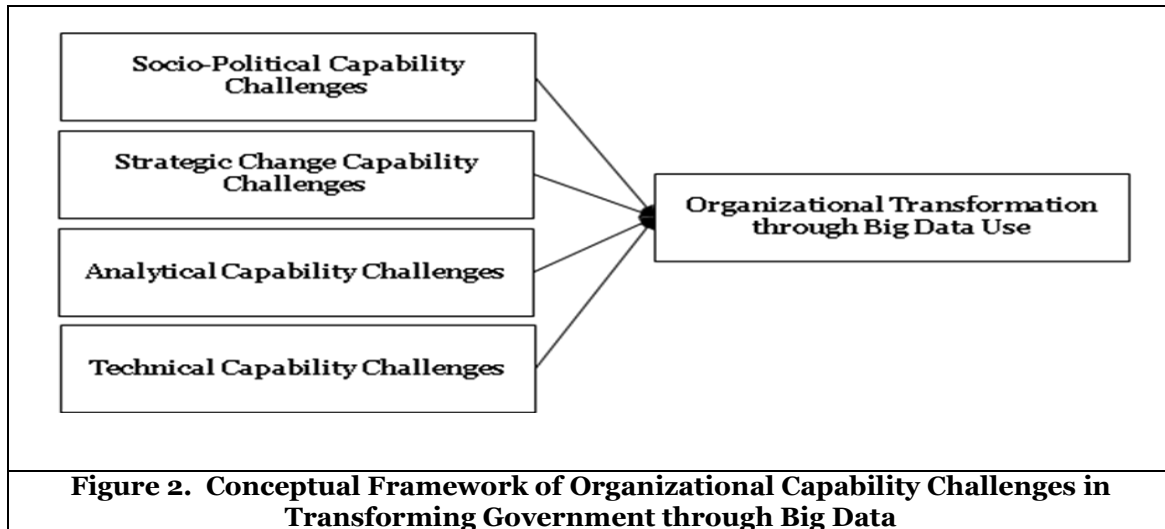 Socio-Political Capability
Challenges
Strategic Change Capability
Challenges
Analytical Capability Challenges
Technical Capability Challenges
Organizational Transformation
through Big Data Use
Figure 2.  Conceptual Framework of Organizational Capability Challenges in
Transforming Government through Big Data